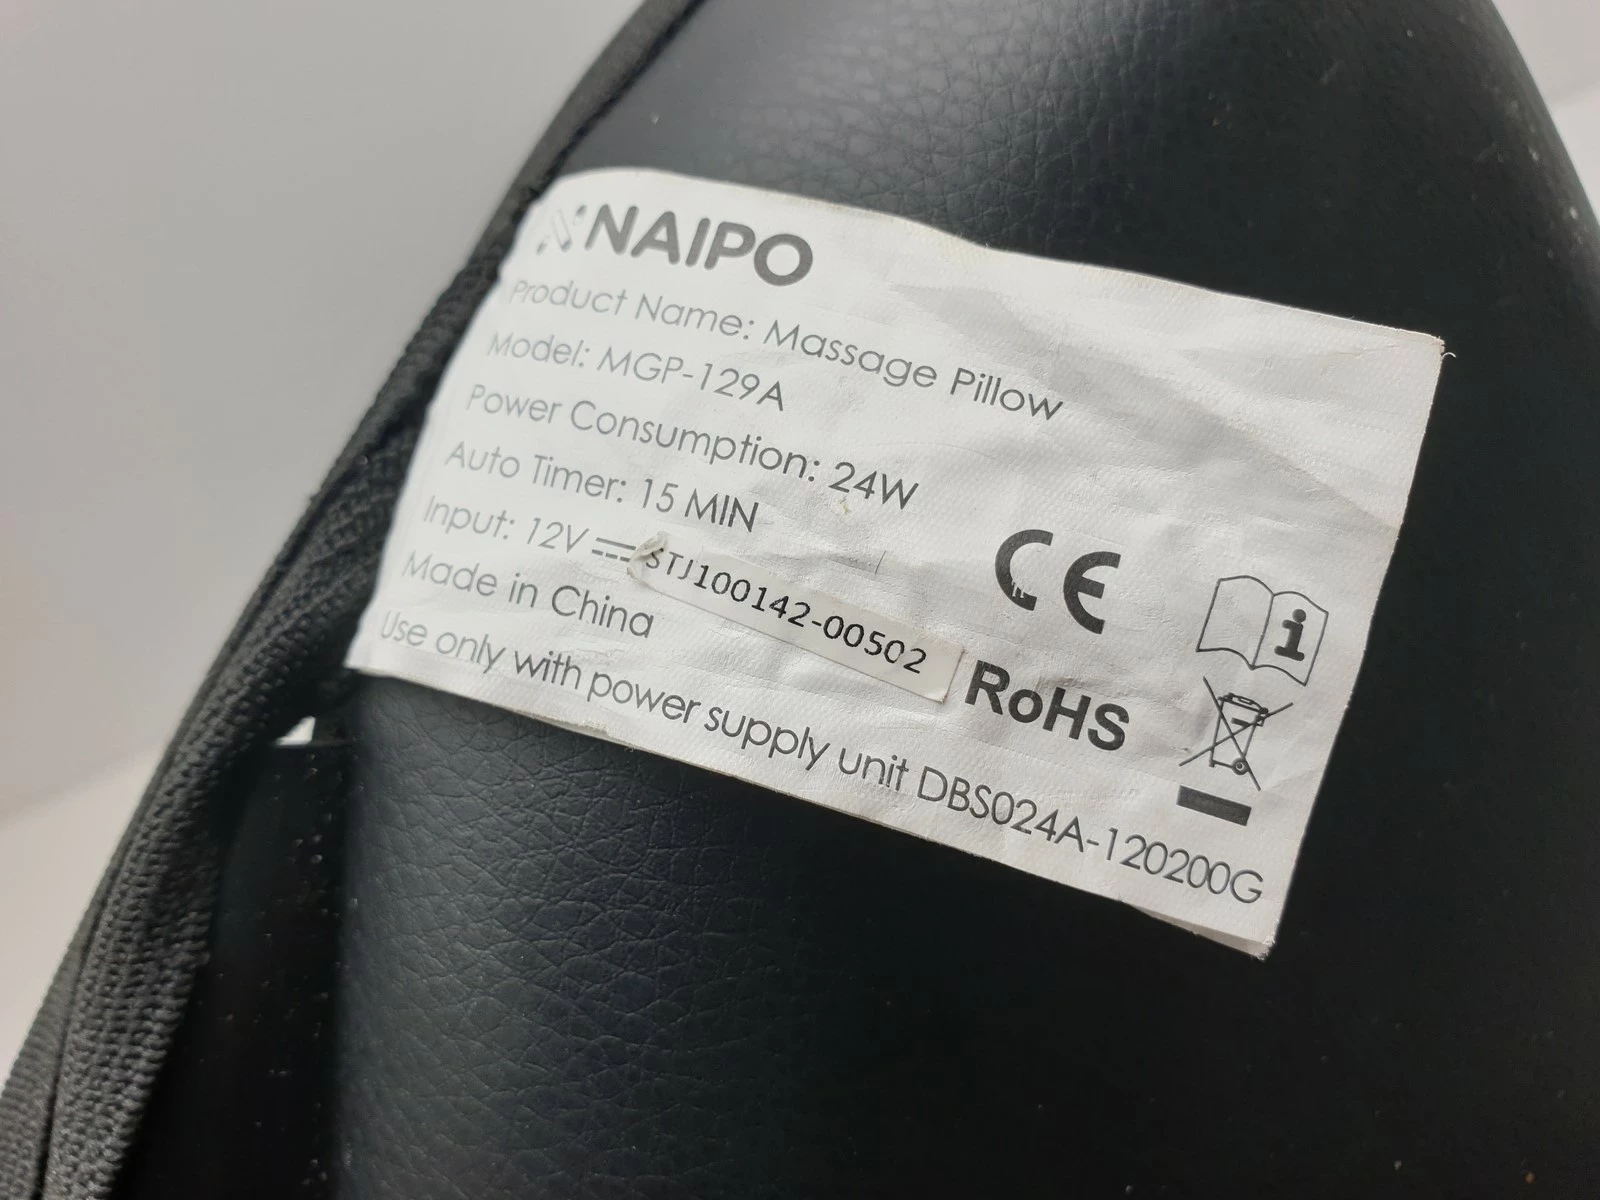 NAIPO
Product Name: Massage Pillow
Model: MGP-129A
Power Consumption: 24W
Auto Timer: 15 MIN
Input: 12V STJ100142-00502
Made in China
Use only with power supply unit DBS024A-120200G
CE
RoHS
i